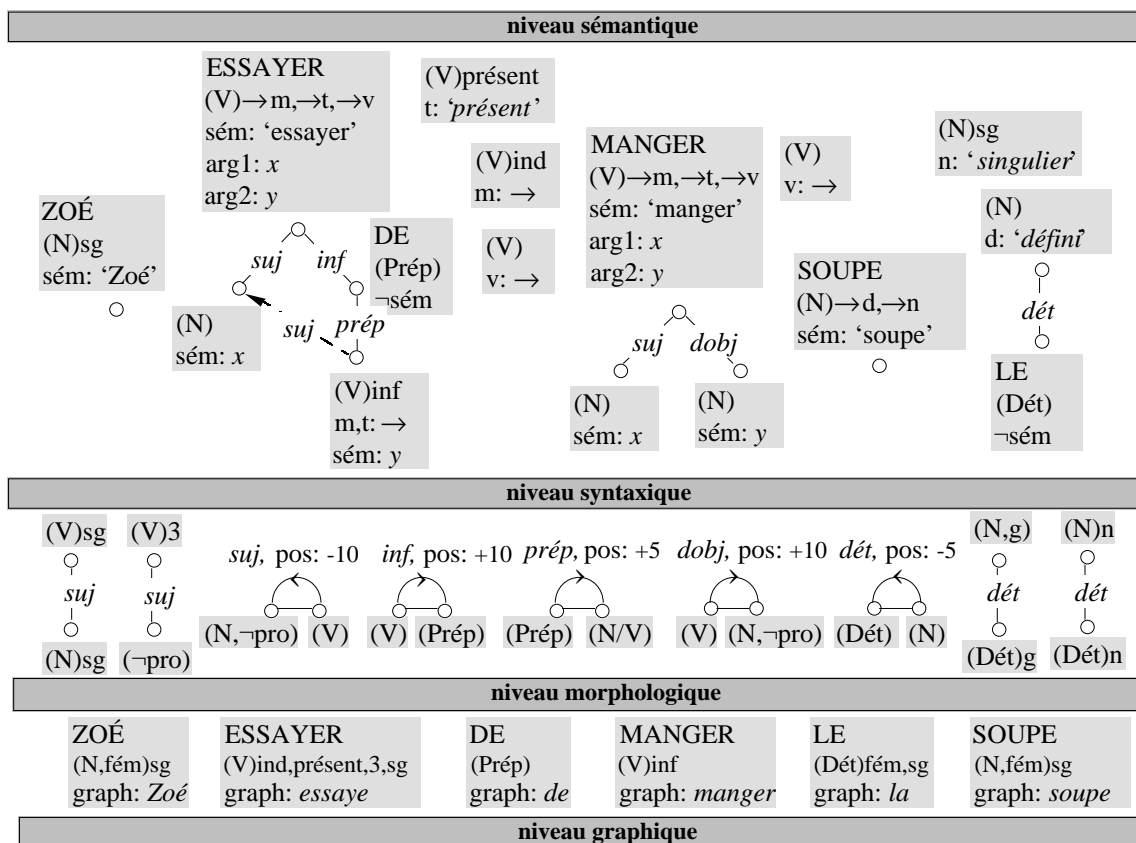 niveau sémantique
ESSAYER
(V)→m,→t,→v
sém: ‘essayer’
arg1: x
arg2: y
(V)présent
t: ‘présent’
(V)ind
m: →
(V)
v: →
MANGER
(V)→m,→t,→v
sém: ‘manger’
arg1: x
arg2: y
(V)
v: →
(N)sg
n: ‘singulier’
ZOÉ
(N)sg
sém: ‘Zoé’
suj inf
DE
(Prép)
¬sém
(N)
sém: x
suj prép
(V)inf
m,t: →
sém: y
suj dobj
(N)
sém: x
(N)
sém: y
SOUPE
(N)→d,→n
sém: ‘soupe’
(N)
d: ‘défini’
dét
LE
(Dét)
¬sém
niveau syntaxique
(V)sg (V)3 (N,g) (N)n
suj, pos: -10 inf, pos: +10 prép, pos: +5 dobj, pos: +10 dét, pos: -5
suj suj dét dét
(N,¬pro) (V) (V) (Prép) (Prép) (N/V) (V) (N,¬pro) (Dét) (N)
(N)sg (¬pro) (Dét)g (Dét)n
niveau morphologique
ZOÉ ESSAYER DE MANGER LE SOUPE
(N,fém)sg (V)ind,présent,3,sg (Prép) (V)inf (Dét)fém,sg (N,fém)sg
graph: Zoé graph: essaye graph: de graph: manger graph: la graph: soupe
niveau graphique